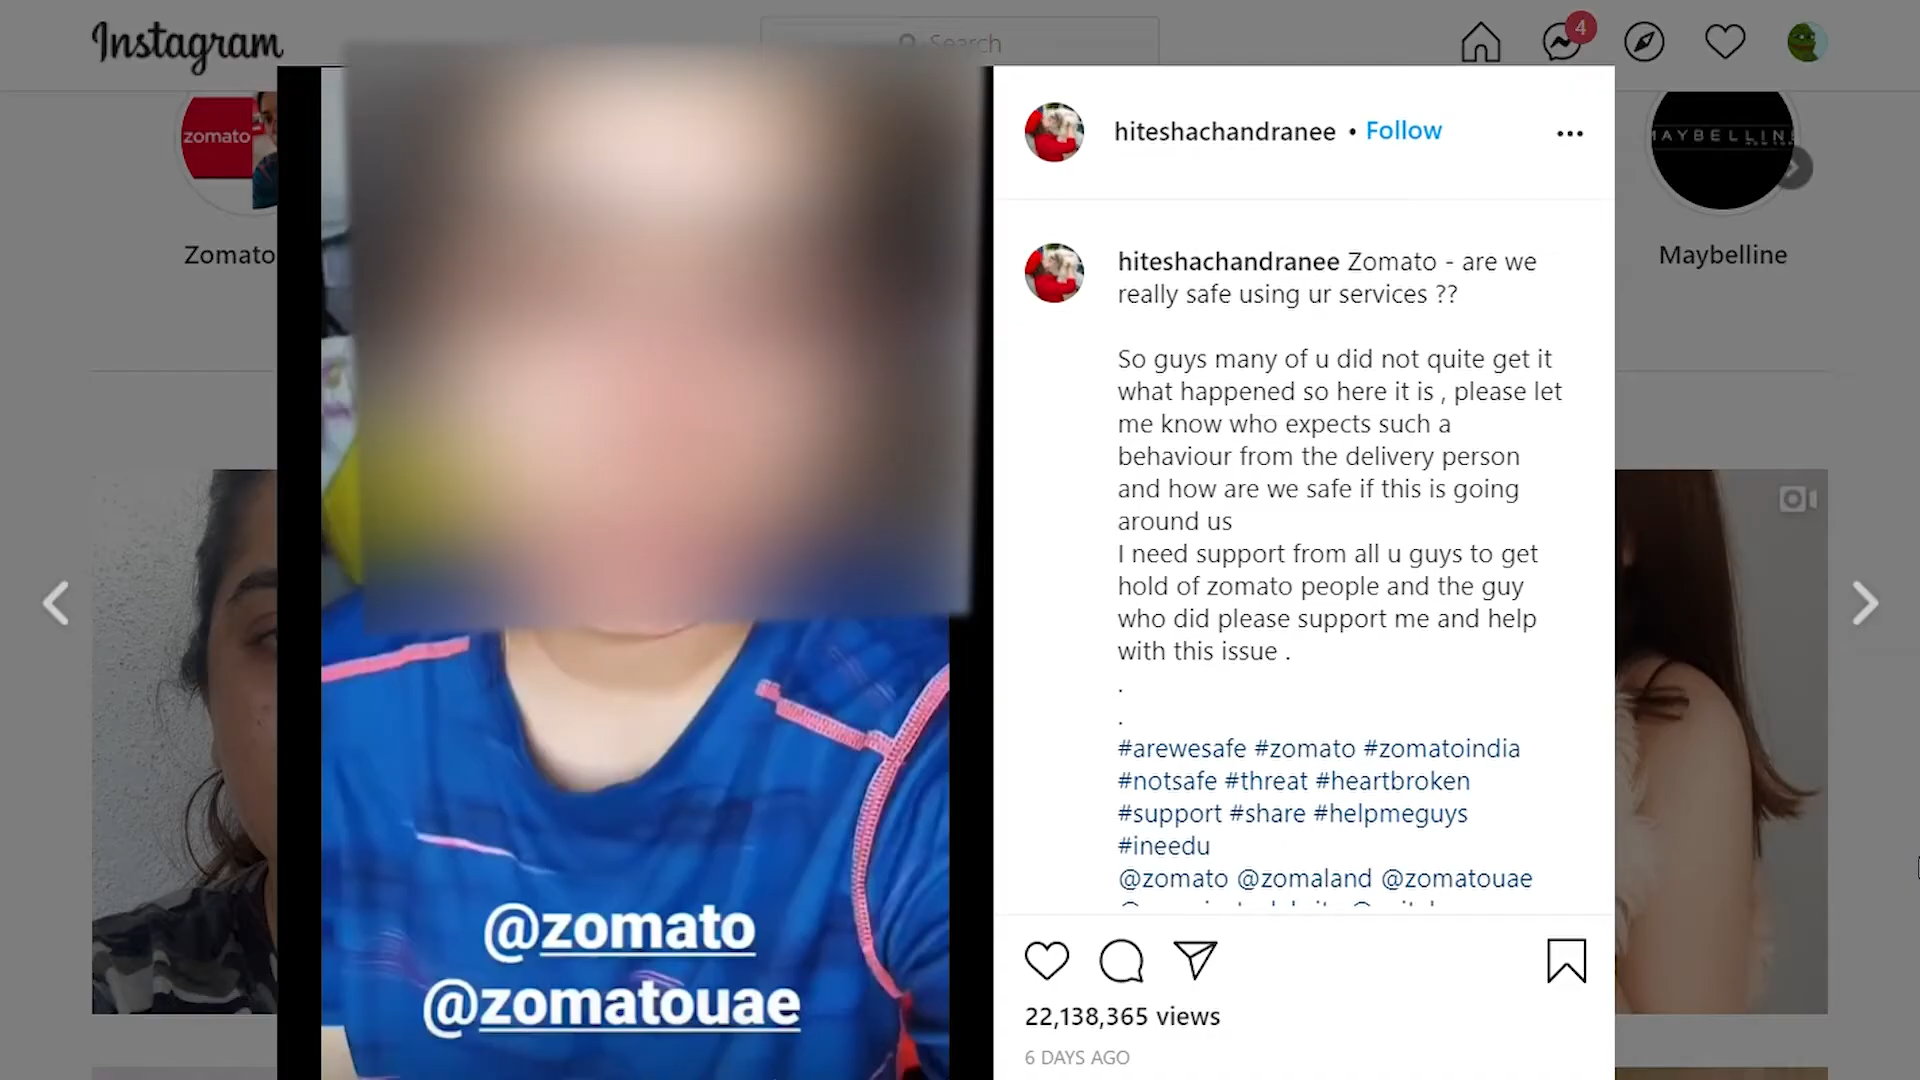 Instagram
Search
4
zomato
MAYBELLINE
Zomato
Maybelline
hiteshachandranee • Follow
hiteshachandranee Zomato - are we
really safe using ur services ??
So guys many of u did not quite get it
what happened so here it is , please let
me know who expects such a
behaviour from the delivery person
and how are we safe if this is going
around us
I need support from all u guys to get
hold of zomato people and the guy
who did please support me and help
with this issue .
.
.
#arewesafe #zomato #zomatoindia
#notsafe #threat #heartbroken
#support #share #helpmeguys
#ineedu
@zomato @zomaland @zomatouae
@zomato
@zomatouae
22,138,365 views
6 DAYS AGO